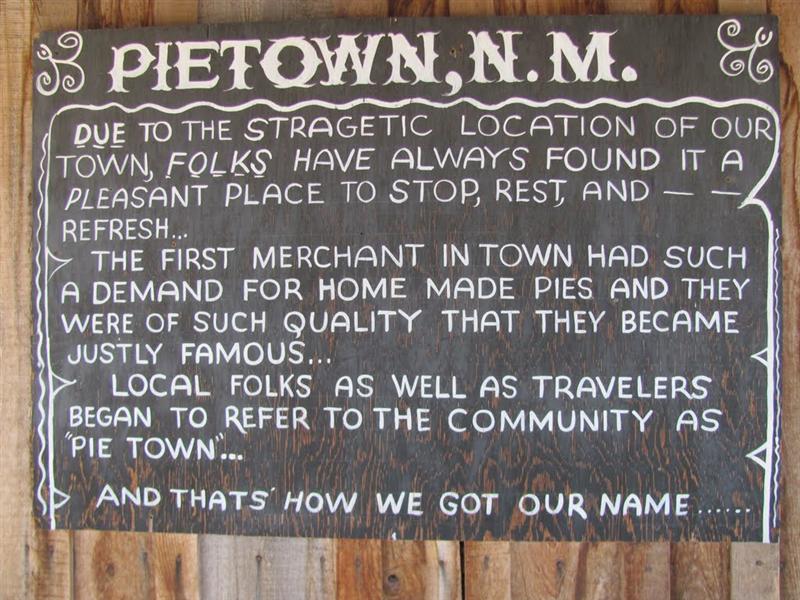 PIETOWN, N.M.
DUE TO THE STRAGETIC LOCATION OF OUR
TOWN, FOLKS HAVE ALWAYS FOUND IT A
PLEASANT PLACE TO STOP, REST, AND — —
REFRESH...
THE FIRST MERCHANT IN TOWN HAD SUCH
A DEMAND FOR HOME MADE PIES AND THEY
WERE OF SUCH QUALITY THAT THEY BECAME
JUSTLY FAMOUS...
LOCAL FOLKS AS WELL AS TRAVELERS
BEGAN TO REFER TO THE COMMUNITY AS
"PIE TOWN"...
AND THATS' HOW WE GOT OUR NAME......